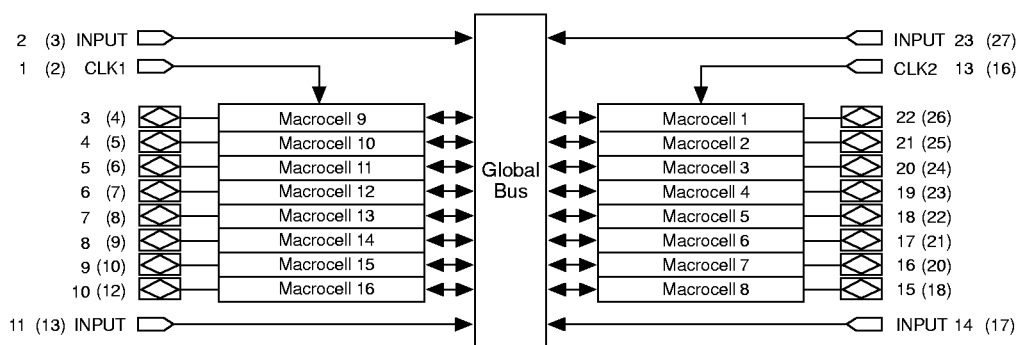 2 (3) INPUT
INPUT 23 (27)
1 (2) CLK1
CLK2 13 (16)
3 (4) Macrocell 9 Macrocell 1 22 (26)
4 (5) Macrocell 10 Macrocell 2 21 (25)
5 (6) Macrocell 11 Macrocell 3 20 (24)
Global
Bus
6 (7) Macrocell 12 Macrocell 4 19 (23)
7 (8) Macrocell 13 Macrocell 5 18 (22)
8 (9) Macrocell 14 Macrocell 6 17 (21)
9 (10) Macrocell 15 Macrocell 7 16 (20)
10 (12) Macrocell 16 Macrocell 8 15 (18)
11 (13) INPUT
INPUT 14 (17)